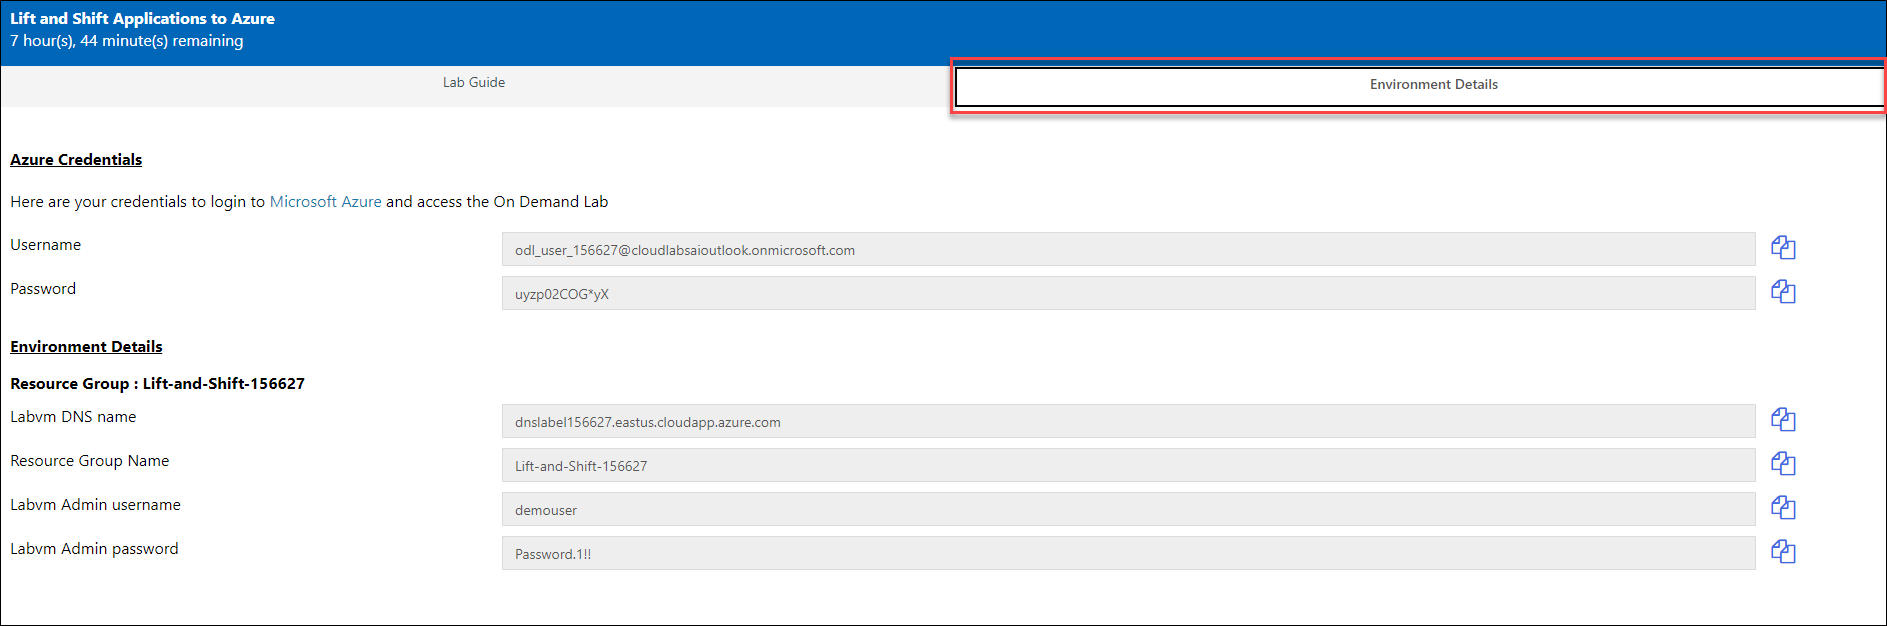 Lift and Shift Applications to Azure
7 hour(s), 44 minute(s) remaining
Lab Guide
Environment Details
Azure Credentials
Here are your credentials to login to Microsoft Azure and access the On Demand Lab
Username
odl_user_156627@cloudlabsaioutlook.onmicrosoft.com
Password
uyzp02COG*yX
Environment Details
Resource Group : Lift-and-Shift-156627
Labvm DNS name
dnslabel156627.eastus.cloudapp.azure.com
Resource Group Name
Lift-and-Shift-156627
Labvm Admin username
demouser
Labvm Admin password
Password.1!!